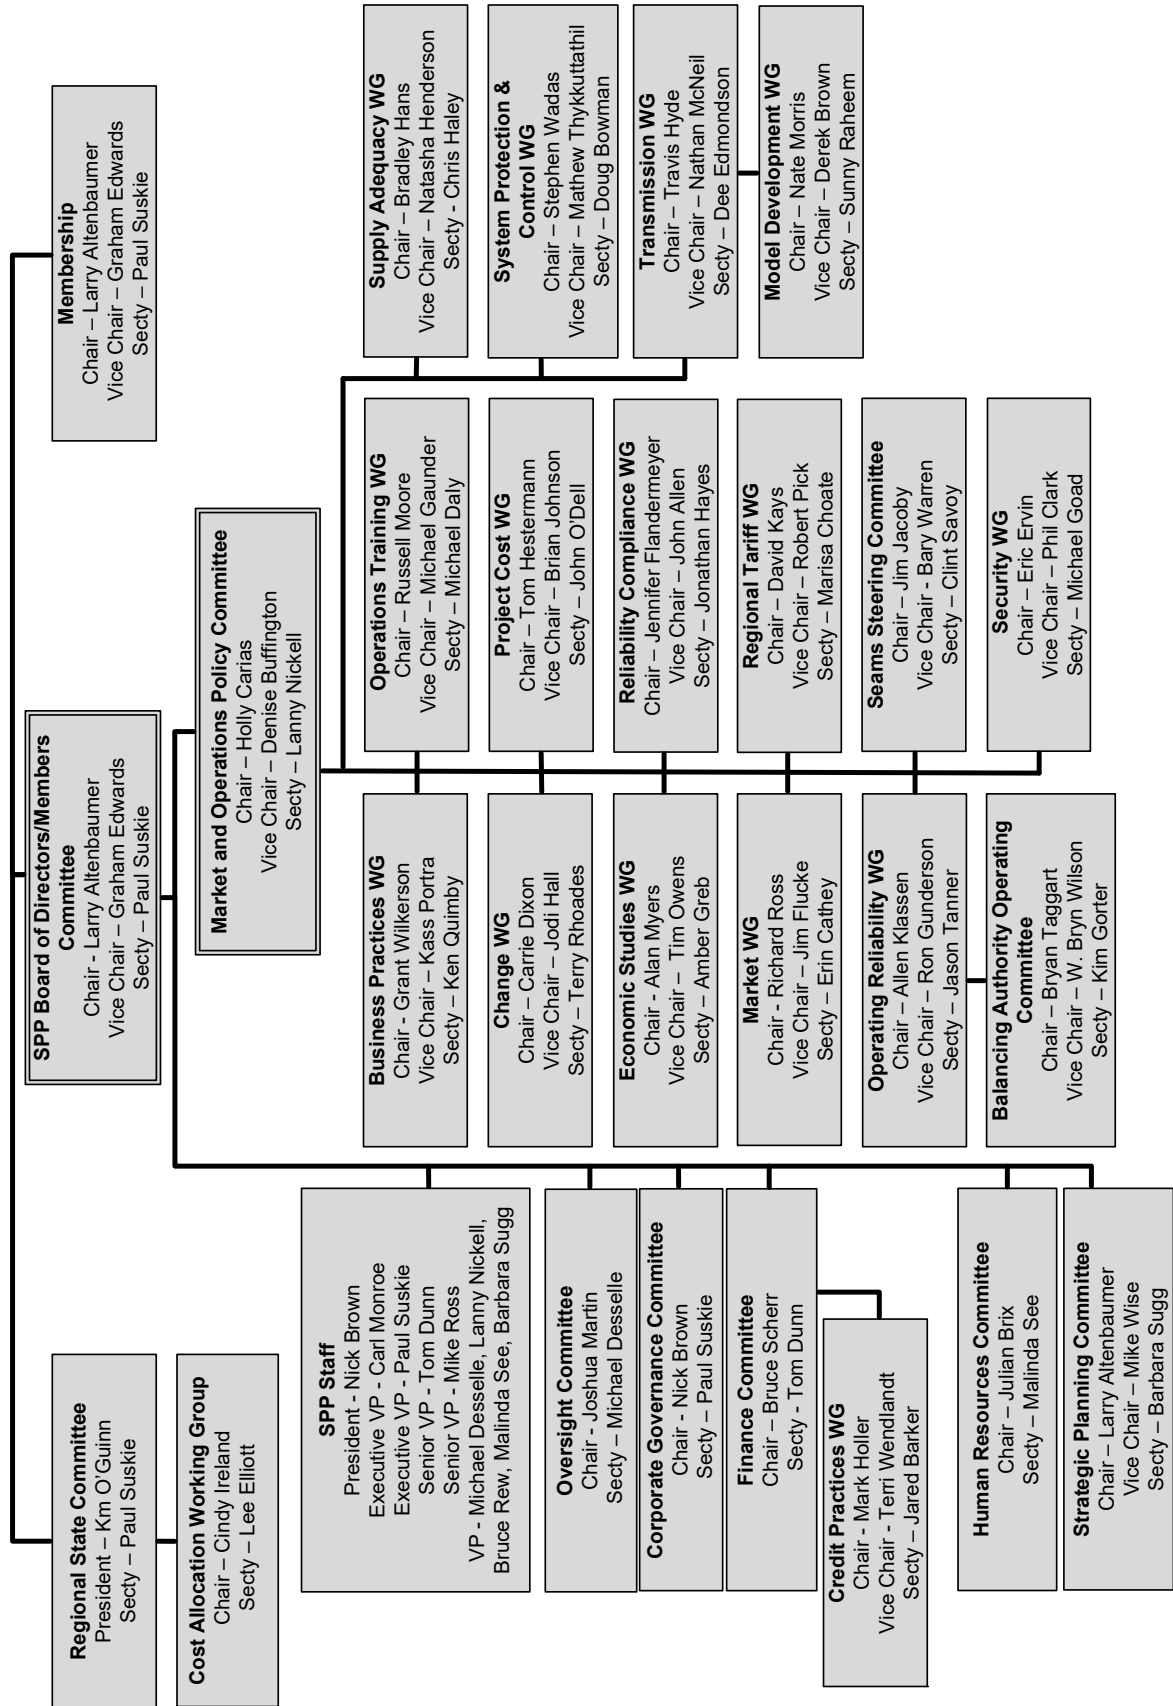 SPP Board of Directors/Members
Committee
Chair - Larry Altenbaumer
Vice Chair – Graham Edwards
Secty – Paul Suskie
Regional State Committee
President – Km O'Guinn
Secty – Paul Suskie
Cost Allocation Working Group
Chair – Cindy Ireland
Secty – Lee Elliott
Membership
Chair – Larry Altenbaumer
Vice Chair – Graham Edwards
Secty – Paul Suskie
Market and Operations Policy Committee
Chair – Holly Carias
Vice Chair – Denise Buffington
Secty – Lanny Nickell
SPP Staff
President - Nick Brown
Executive VP - Carl Monroe
Executive VP - Paul Suskie
Senior VP - Tom Dunn
Senior VP - Mike Ross
VP - Michael Desselle, Lanny Nickell,
Bruce Rew, Malinda See, Barbara Sugg
Oversight Committee
Chair - Joshua Martin
Secty – Michael Desselle
Corporate Governance Committee
Chair - Nick Brown
Secty – Paul Suskie
Finance Committee
Chair – Bruce Scherr
Secty - Tom Dunn
Credit Practices WG
Chair - Mark Holler
Vice Chair - Terri Wendlandt
Secty – Jared Barker
Human Resources Committee
Chair – Julian Brix
Secty – Malinda See
Strategic Planning Committee
Chair – Larry Altenbaumer
Vice Chair – Mike Wise
Secty – Barbara Sugg
Business Practices WG
Chair - Grant Wilkerson
Vice Chair – Kass Portra
Secty – Ken Quimby
Change WG
Chair – Carrie Dixon
Vice Chair – Jodi Hall
Secty – Terry Rhoades
Economic Studies WG
Chair - Alan Myers
Vice Chair – Tim Owens
Secty – Amber Greb
Market WG
Chair - Richard Ross
Vice Chair – Jim Flucke
Secty – Erin Cathey
Operating Reliability WG
Chair – Allen Klassen
Vice Chair – Ron Gunderson
Secty – Jason Tanner
Balancing Authority Operating
Committee
Chair – Bryan Taggart
Vice Chair – W. Bryn Wilson
Secty – Kim Gorter
Operations Training WG
Chair – Russell Moore
Vice Chair – Michael Gaunder
Secty – Michael Daly
Project Cost WG
Chair – Tom Hestermann
Vice Chair – Brian Johnson
Secty – John O'Dell
Reliability Compliance WG
Chair – Jennifer Flandermeyer
Vice Chair – John Allen
Secty – Jonathan Hayes
Regional Tariff WG
Chair – David Kays
Vice Chair – Robert Pick
Secty – Marisa Choate
Seams Steering Committee
Chair – Jim Jacoby
Vice Chair - Bary Warren
Secty – Clint Savoy
Security WG
Chair – Eric Ervin
Vice Chair – Phil Clark
Secty – Michael Goad
Supply Adequacy WG
Chair – Bradley Hans
Vice Chair – Natasha Henderson
Secty - Chris Haley
System Protection &
Control WG
Chair – Stephen Wadas
Vice Chair – Mathew Thykkuttathil
Secty – Doug Bowman
Transmission WG
Chair – Travis Hyde
Vice Chair – Nathan McNeil
Secty – Dee Edmondson
Model Development WG
Chair – Nate Morris
Vice Chair – Derek Brown
Secty – Sunny Raheem